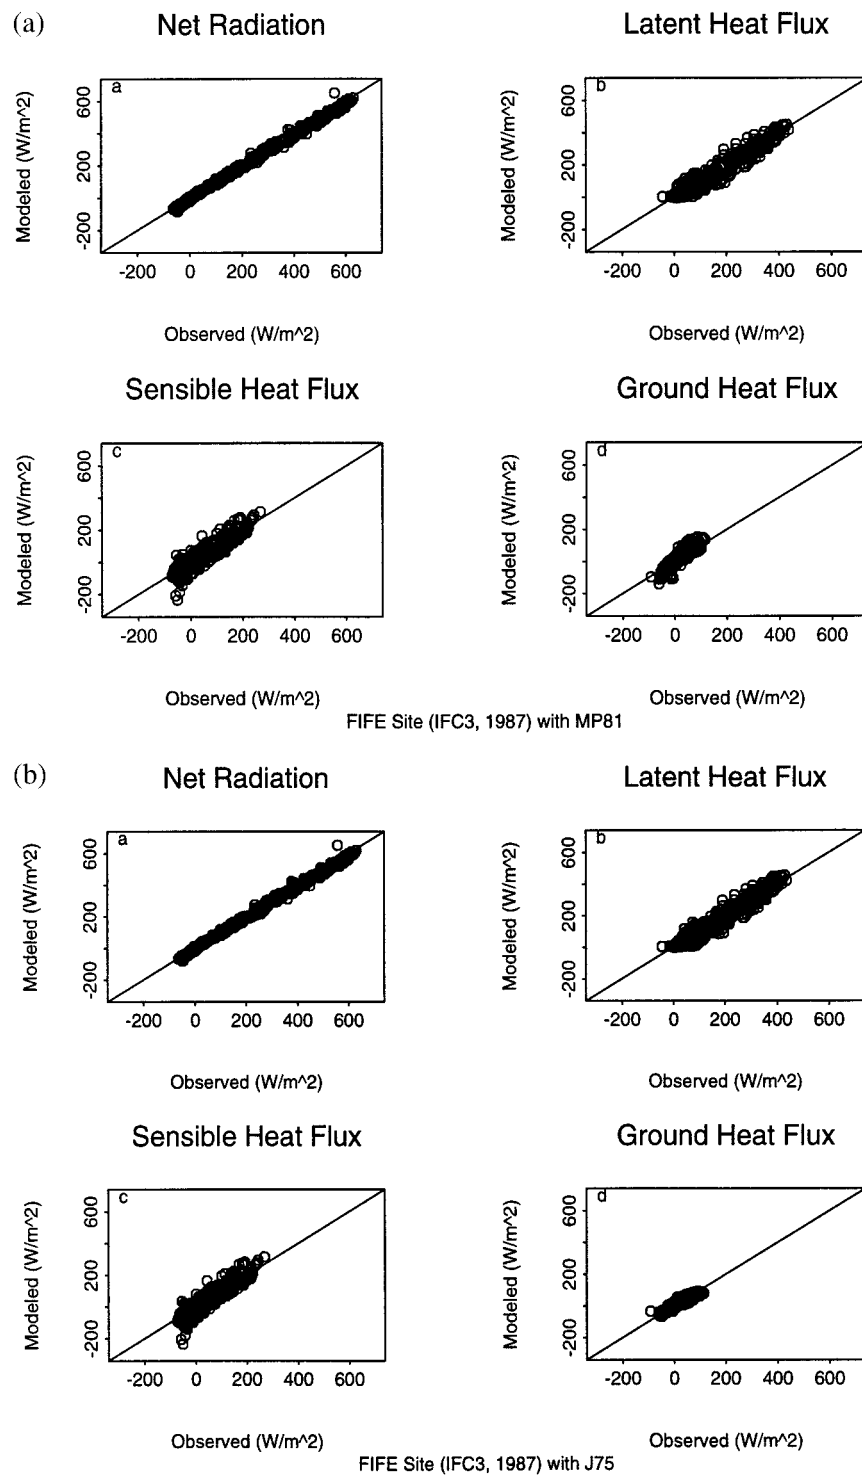 (a)
Net Radiation
Latent Heat Flux
a
Modeled (W/m^2)
-200 200 600
-200 0 200 400 600
Observed (W/m^2)
b
Modeled (W/m^2)
-200 200 600
-200 0 200 400 600
Observed (W/m^2)
Sensible Heat Flux
Ground Heat Flux
c
Modeled (W/m^2)
-200 200 600
-200 0 200 400 600
Observed (W/m^2)
d
Modeled (W/m^2)
-200 200 600
-200 0 200 400 600
Observed (W/m^2)
FIFE Site (IFC3, 1987) with MP81
(b)
Net Radiation
Latent Heat Flux
a
Modeled (W/m^2)
-200 200 600
-200 0 200 400 600
Observed (W/m^2)
b
Modeled (W/m^2)
-200 200 600
-200 0 200 400 600
Observed (W/m^2)
Sensible Heat Flux
Ground Heat Flux
c
Modeled (W/m^2)
-200 200 600
-200 0 200 400 600
Observed (W/m^2)
d
Modeled (W/m^2)
-200 200 600
-200 0 200 400 600
Observed (W/m^2)
FIFE Site (IFC3, 1987) with J75